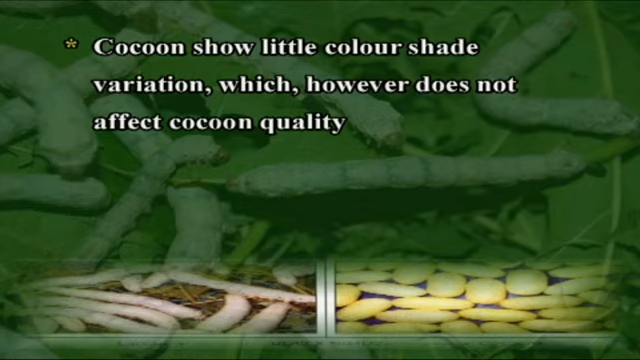 * Cocoon show little colour shade
variation, which, however does not
affect cocoon quality